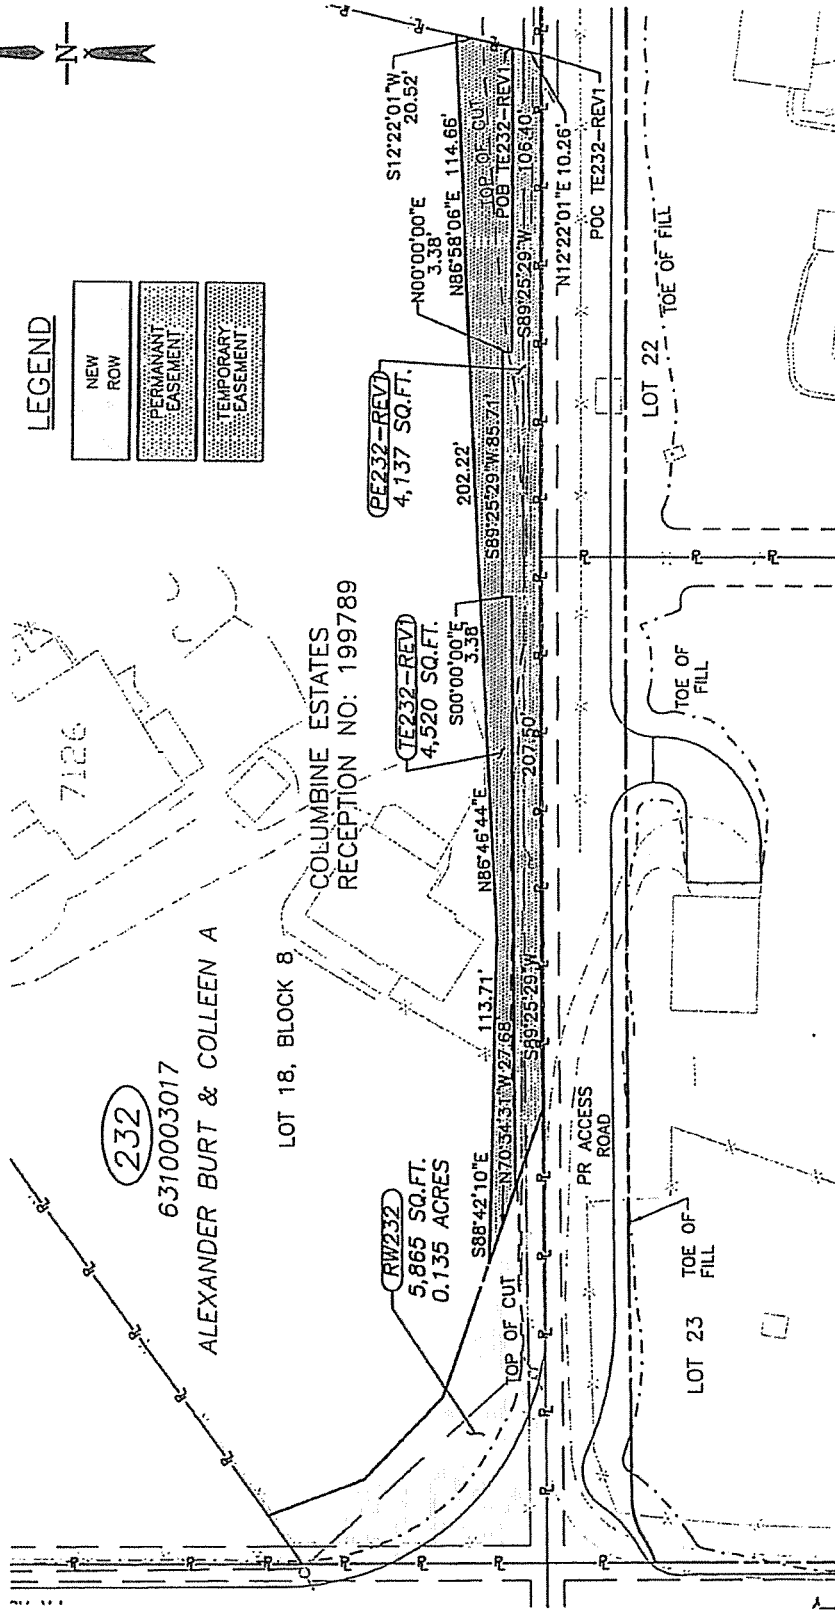 N
LEGEND
NEW
ROW
PERMANANT
EASEMENT
TEMPORARY
EASEMENT
232
6310003017
ALEXANDER BURT & COLLEEN A
LOT 18, BLOCK 8
7126
COLUMBINE ESTATES
RECEPTION NO: 199789
RW232
5,865 SQ.FT.
0.135 ACRES
TE232-REV1
4,520 SQ.FT.
PE232-REV1
4,137 SQ.FT.
S12°22'01"W
20.52'
N00°00'00"E
3.38'
N86°58'06"E 114.66'
202.22'
S89°25'29"W 85.71'
S00°00'00"E
3.38'
N86°46'44"E
113.71'
S88°42'10"E
N70°34'31"W 27.68'
S89°25'29"W
207.50'
S89°25'29"W
106.40'
TOP OF CUT
POB TE232-REV1
N12°22'01"E 10.26'
POC TE232-REV1
TOP OF CUT
PR ACCESS
ROAD
TOE OF
FILL
LOT 23
TOE OF
FILL
LOT 22
TOE OF FILL
PL